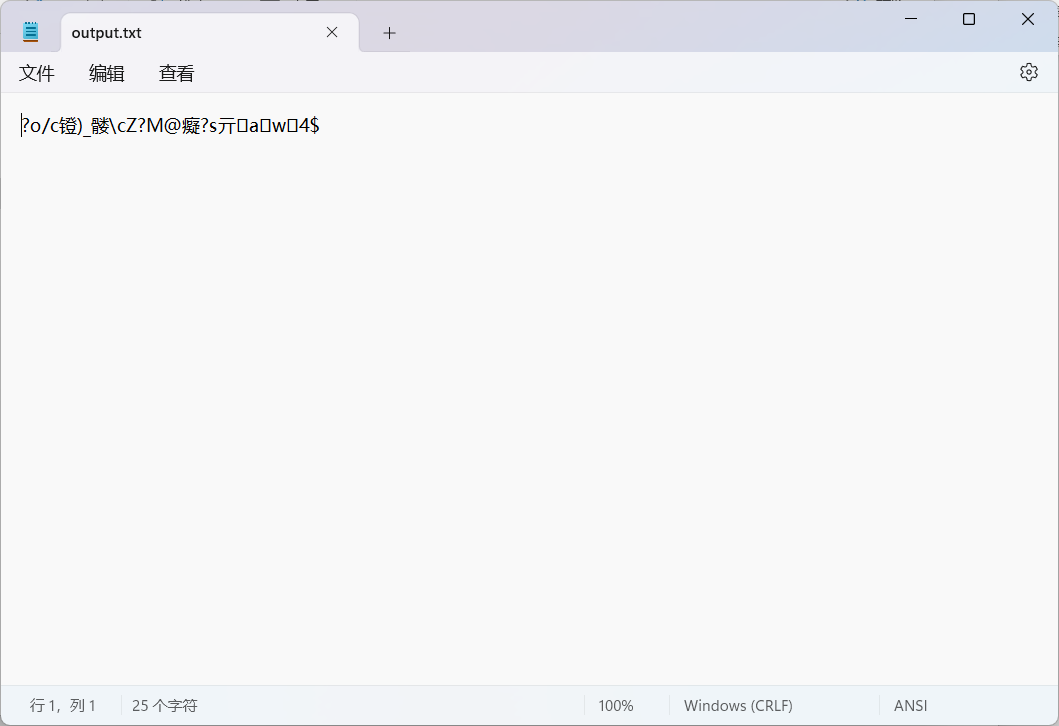 output.txt
文件 编辑 查看
?o/c镫)_髅\cZ?M@癡?s亓▯a▯w▯4$
行 1，列 1 25 个字符 100% Windows (CRLF) ANSI